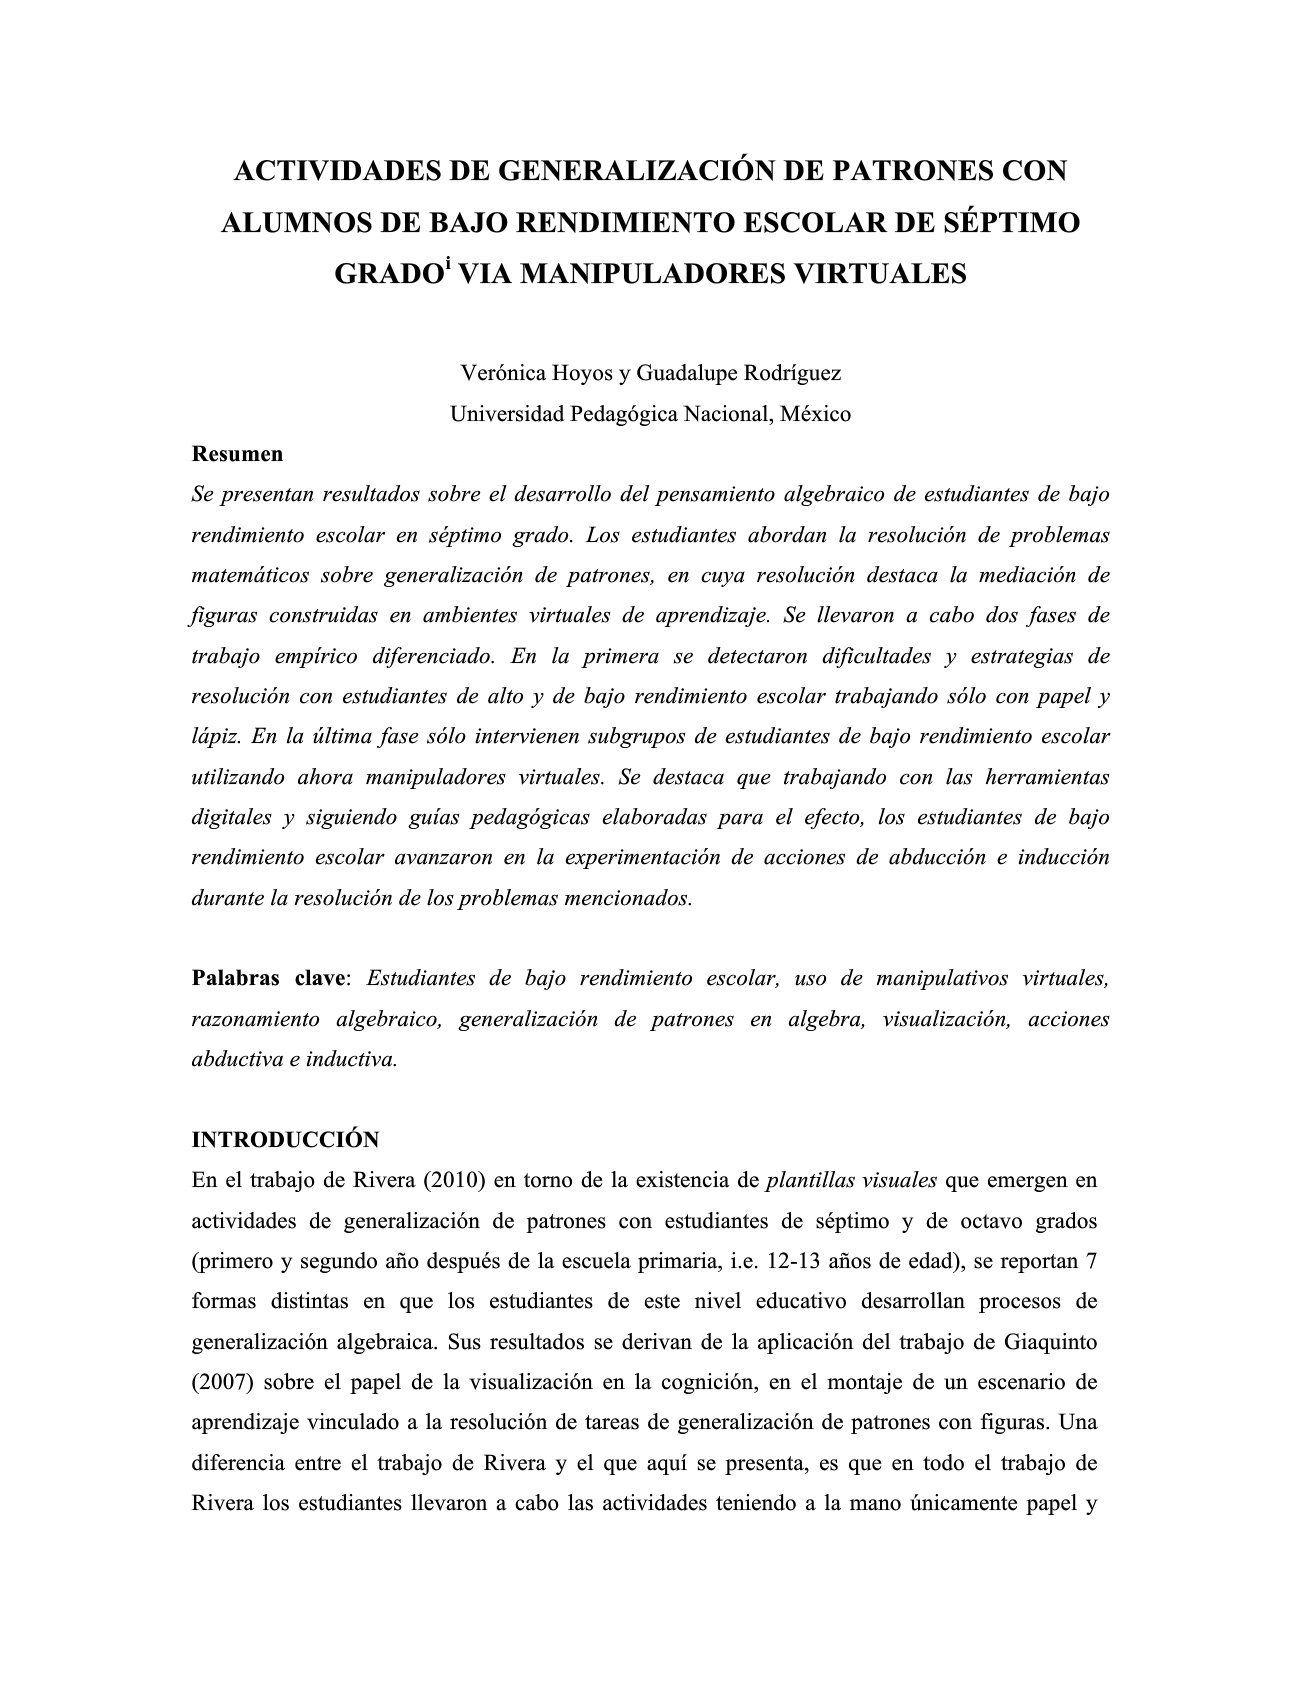 ACTIVIDADES DE GENERALIZACIÓN DE PATRONES CON
ALUMNOS DE BAJO RENDIMIENTO ESCOLAR DE SÉPTIMO
GRADOi VIA MANIPULADORES VIRTUALES
Verónica Hoyos y Guadalupe Rodríguez
Universidad Pedagógica Nacional, México
Resumen
Se presentan resultados sobre el desarrollo del pensamiento algebraico de estudiantes de bajo
rendimiento escolar en séptimo grado. Los estudiantes abordan la resolución de problemas
matemáticos sobre generalización de patrones, en cuya resolución destaca la mediación de
figuras construidas en ambientes virtuales de aprendizaje. Se llevaron a cabo dos fases de
trabajo empírico diferenciado. En la primera se detectaron dificultades y estrategias de
resolución con estudiantes de alto y de bajo rendimiento escolar trabajando sólo con papel y
lápiz. En la última fase sólo intervienen subgrupos de estudiantes de bajo rendimiento escolar
utilizando ahora manipuladores virtuales. Se destaca que trabajando con las herramientas
digitales y siguiendo guías pedagógicas elaboradas para el efecto, los estudiantes de bajo
rendimiento escolar avanzaron en la experimentación de acciones de abducción e inducción
durante la resolución de los problemas mencionados.
Palabras clave: Estudiantes de bajo rendimiento escolar, uso de manipulativos virtuales,
razonamiento algebraico, generalización de patrones en algebra, visualización, acciones
abductiva e inductiva.
INTRODUCCIÓN
En el trabajo de Rivera (2010) en torno de la existencia de plantillas visuales que emergen en
actividades de generalización de patrones con estudiantes de séptimo y de octavo grados
(primero y segundo año después de la escuela primaria, i.e. 12-13 años de edad), se reportan 7
formas distintas en que los estudiantes de este nivel educativo desarrollan procesos de
generalización algebraica. Sus resultados se derivan de la aplicación del trabajo de Giaquinto
(2007) sobre el papel de la visualización en la cognición, en el montaje de un escenario de
aprendizaje vinculado a la resolución de tareas de generalización de patrones con figuras. Una
diferencia entre el trabajo de Rivera y el que aquí se presenta, es que en todo el trabajo de
Rivera los estudiantes llevaron a cabo las actividades teniendo a la mano únicamente papel y